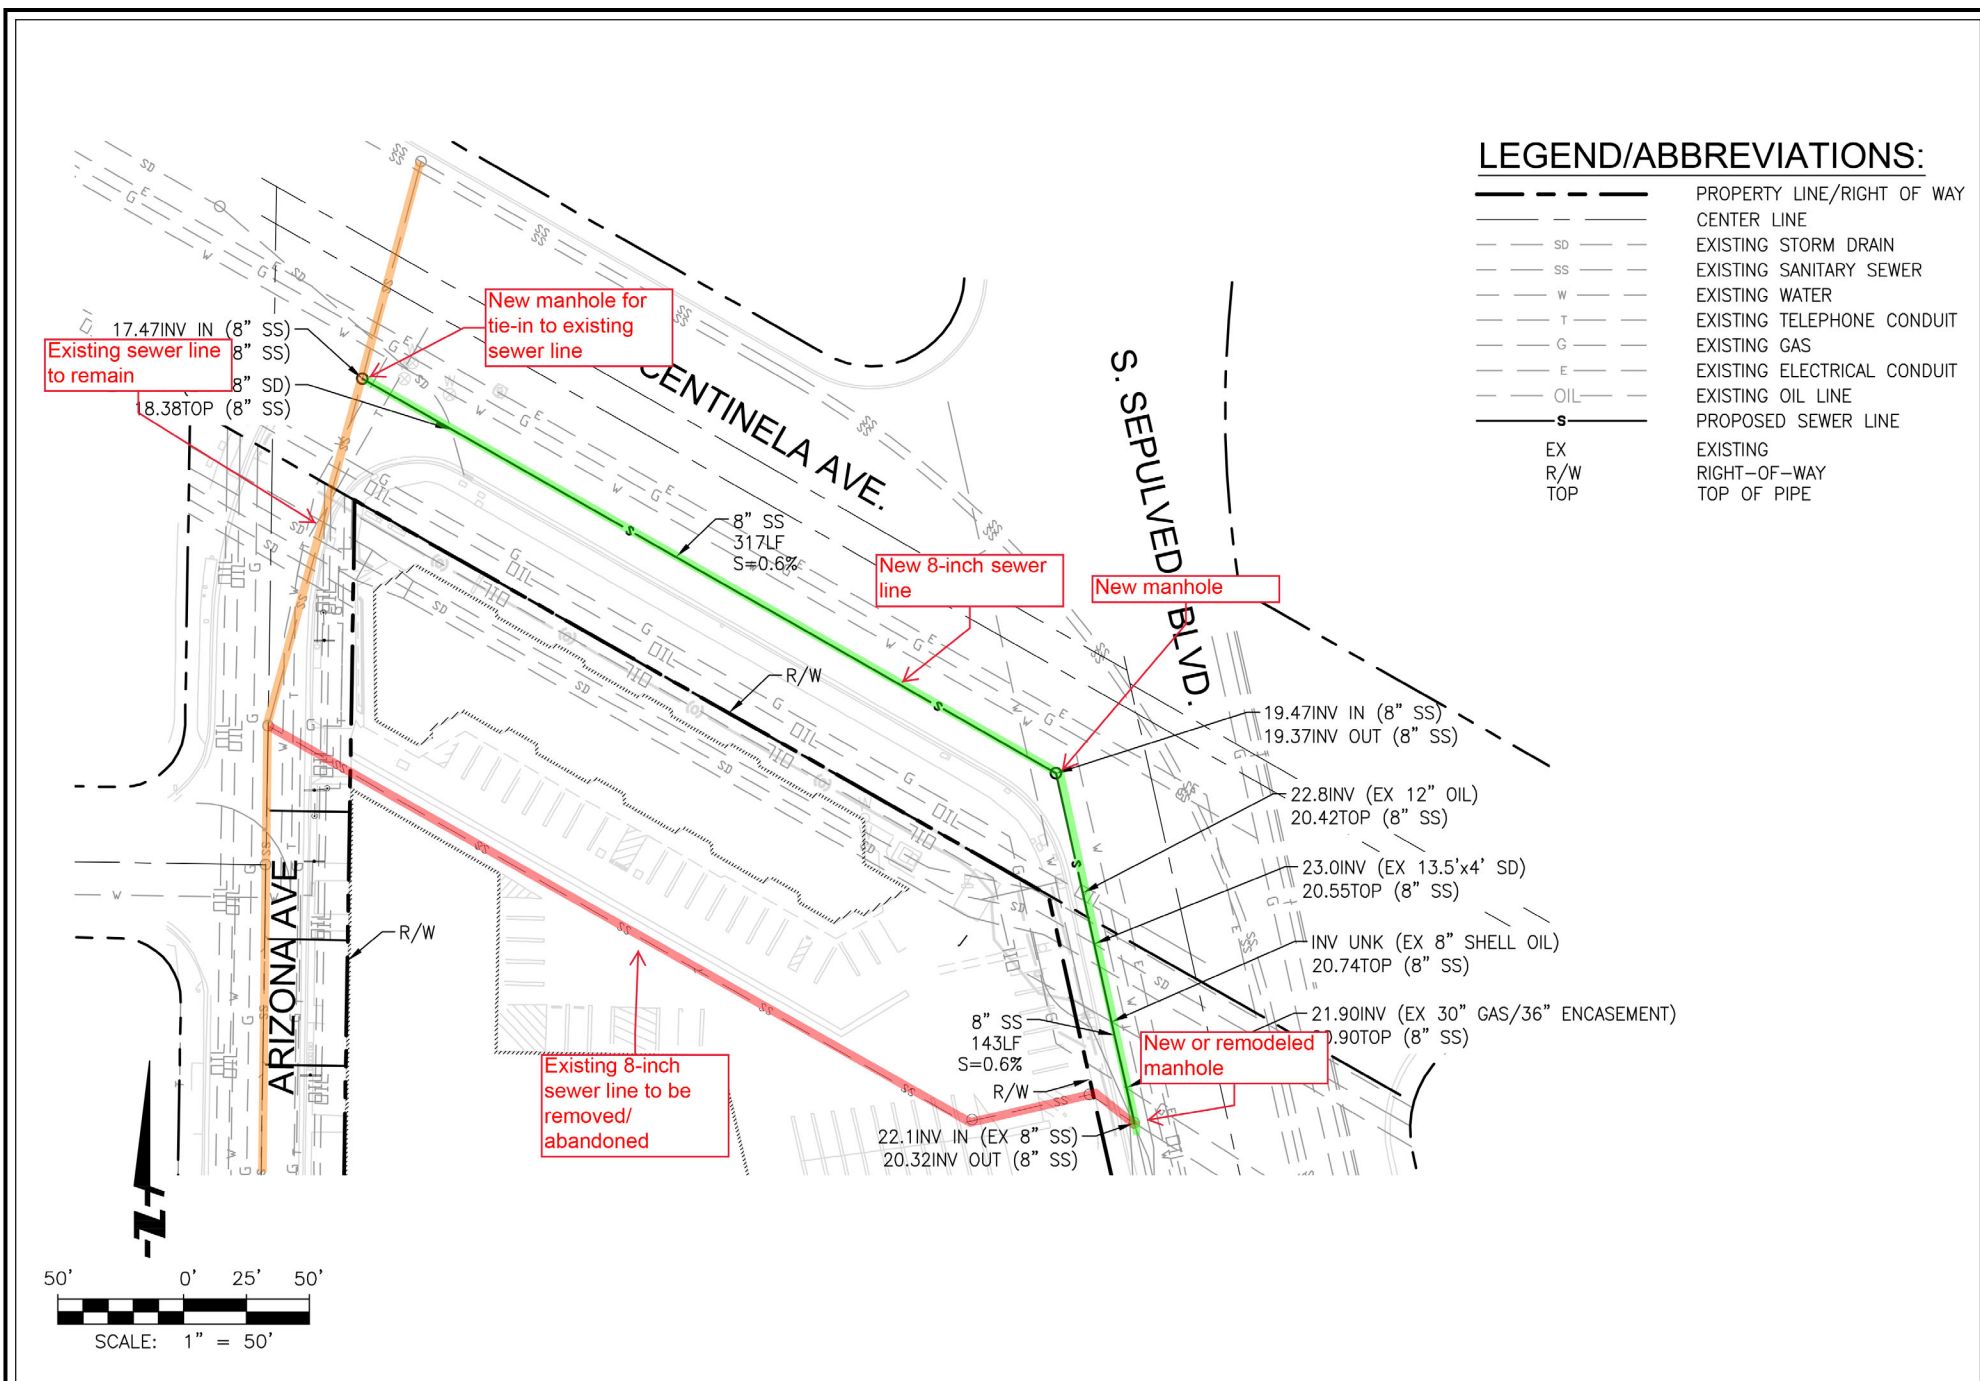 LEGEND/ABBREVIATIONS:
PROPERTY LINE/RIGHT OF WAY
CENTER LINE
SD EXISTING STORM DRAIN
SS EXISTING SANITARY SEWER
W EXISTING WATER
T EXISTING TELEPHONE CONDUIT
G EXISTING GAS
E EXISTING ELECTRICAL CONDUIT
OIL EXISTING OIL LINE
S PROPOSED SEWER LINE
EX EXISTING
R/W RIGHT-OF-WAY
TOP TOP OF PIPE
17.47INV IN (8" SS)
8" SS)
8" SD)
18.38TOP (8" SS)
Existing sewer line
to remain
New manhole for
tie-in to existing
sewer line
CENTINELA AVE.
S. SEPULVED
BLVD.
8" SS
317LF
S=0.6%
New 8-inch sewer
line
New manhole
R/W
19.47INV IN (8" SS)
19.37INV OUT (8" SS)
22.8INV (EX 12" OIL)
20.42TOP (8" SS)
23.0INV (EX 13.5'x4' SD)
20.55TOP (8" SS)
INV UNK (EX 8" SHELL OIL)
20.74TOP (8" SS)
21.90INV (EX 30" GAS/36" ENCASEMENT)
.90TOP (8" SS)
New or remodeled
manhole
8" SS
143LF
S=0.6%
R/W
22.1INV IN (EX 8" SS)
20.32INV OUT (8" SS)
Existing 8-inch
sewer line to be
removed/
abandoned
R/W
ARIZONA AVE
50' 0' 25' 50'
SCALE: 1" = 50'